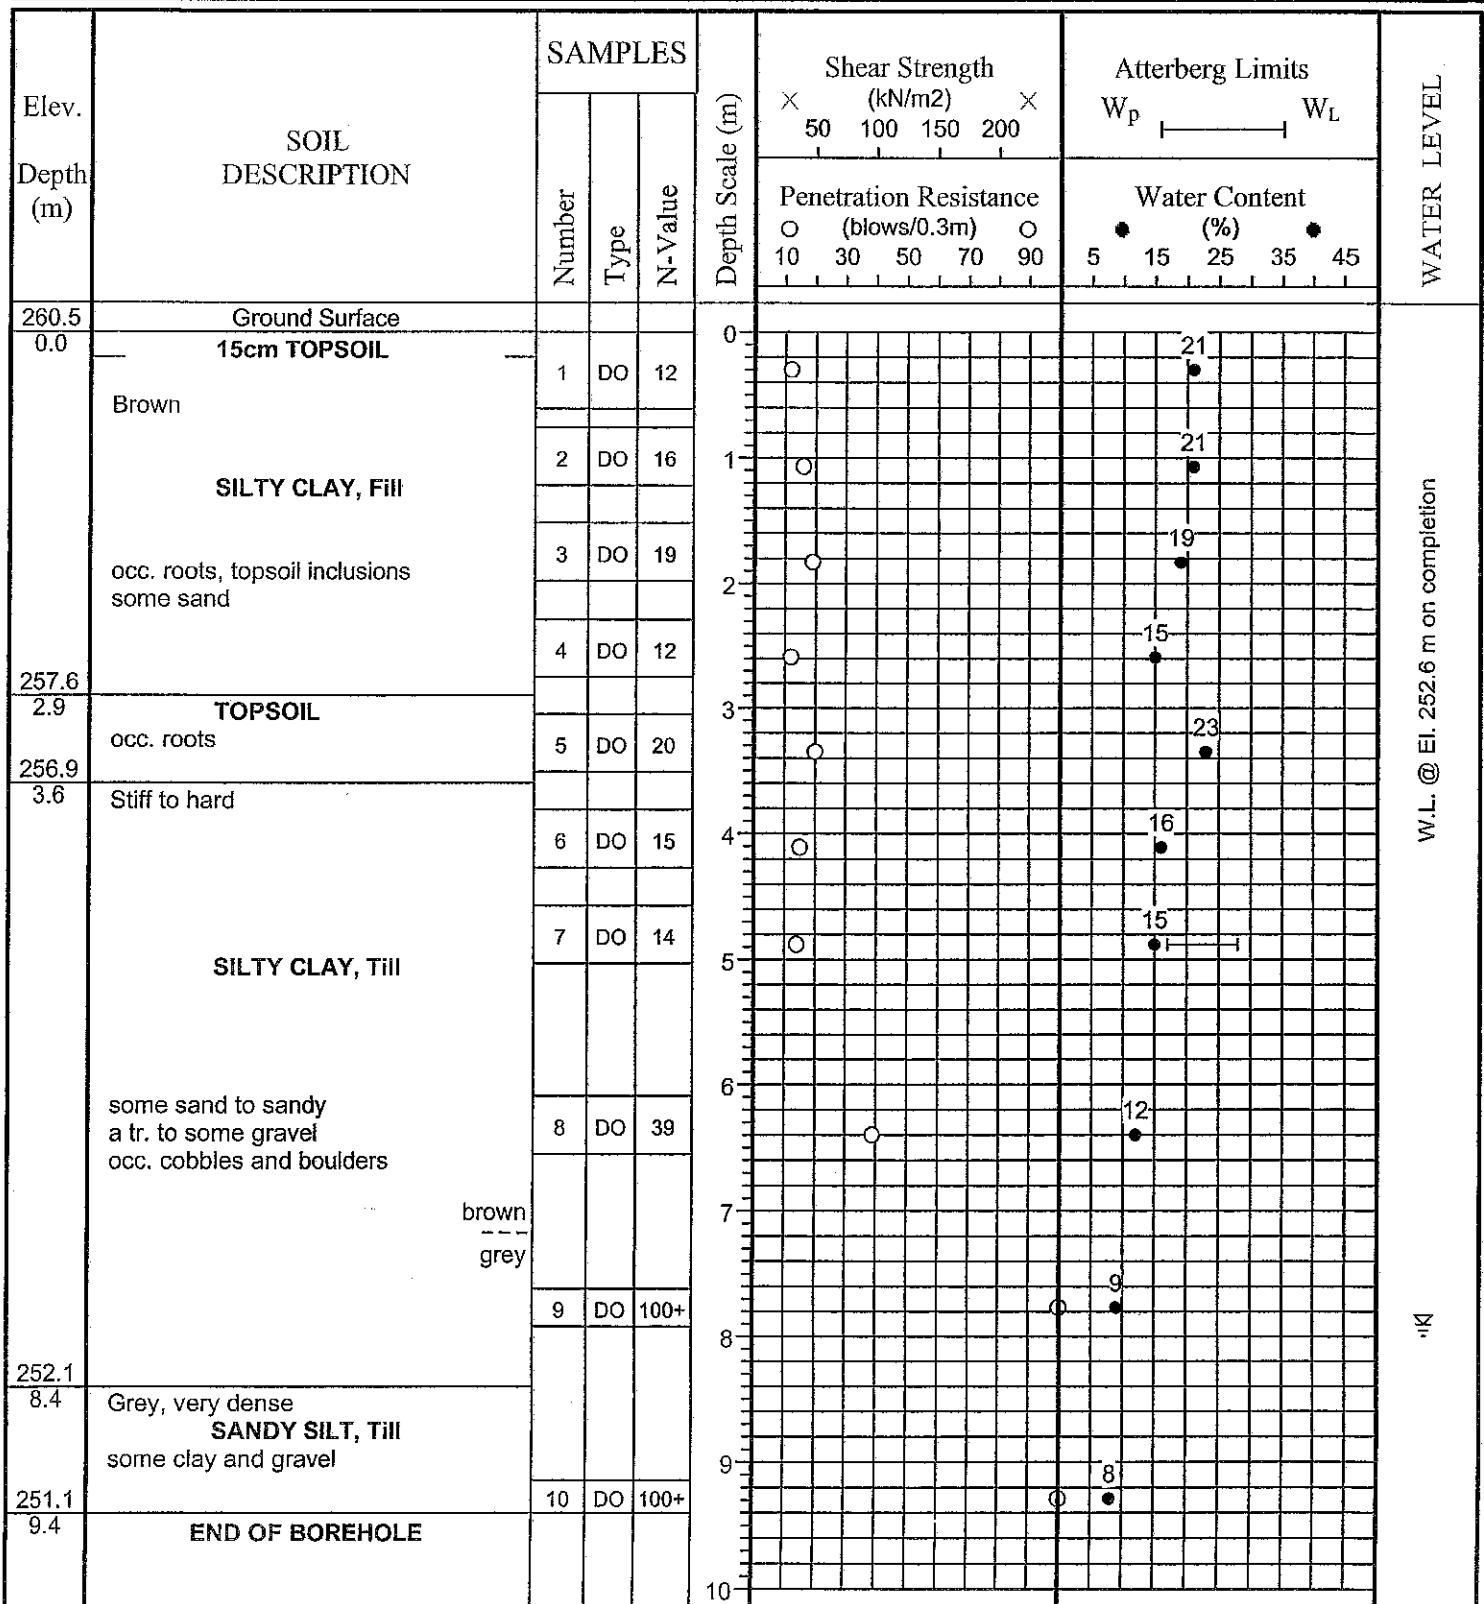 Elev.
Depth
(m)
SOIL
DESCRIPTION
SAMPLES
Number
Type
N-Value
Depth Scale (m)
Shear Strength
× (kN/m2) ×
50 100 150 200
Penetration Resistance
(blows/0.3m)
10 30 50 70 90
Atterberg Limits
Wp WL
Water Content
(%)
5 15 25 35 45
WATER LEVEL
260.5 Ground Surface
0.0 15cm TOPSOIL
0
21
1 DO 12
Brown
2 DO 16
1
21
SILTY CLAY, Fill
3 DO 19
19
occ. roots, topsoil inclusions
some sand
2
4 DO 12
15
257.6
2.9 TOPSOIL
3
occ. roots
5 DO 20
23
256.9
3.6 Stiff to hard
6 DO 15
4
16
7 DO 14
15
SILTY CLAY, Till
5
6
some sand to sandy
a tr. to some gravel
occ. cobbles and boulders
8 DO 39
12
brown
grey
7
9 DO 100+
9
8
252.1
8.4 Grey, very dense
SANDY SILT, Till
some clay and gravel
9
8
251.1
10 DO 100+
9.4 END OF BOREHOLE
10
W.L. @ El. 252.6 m on completion